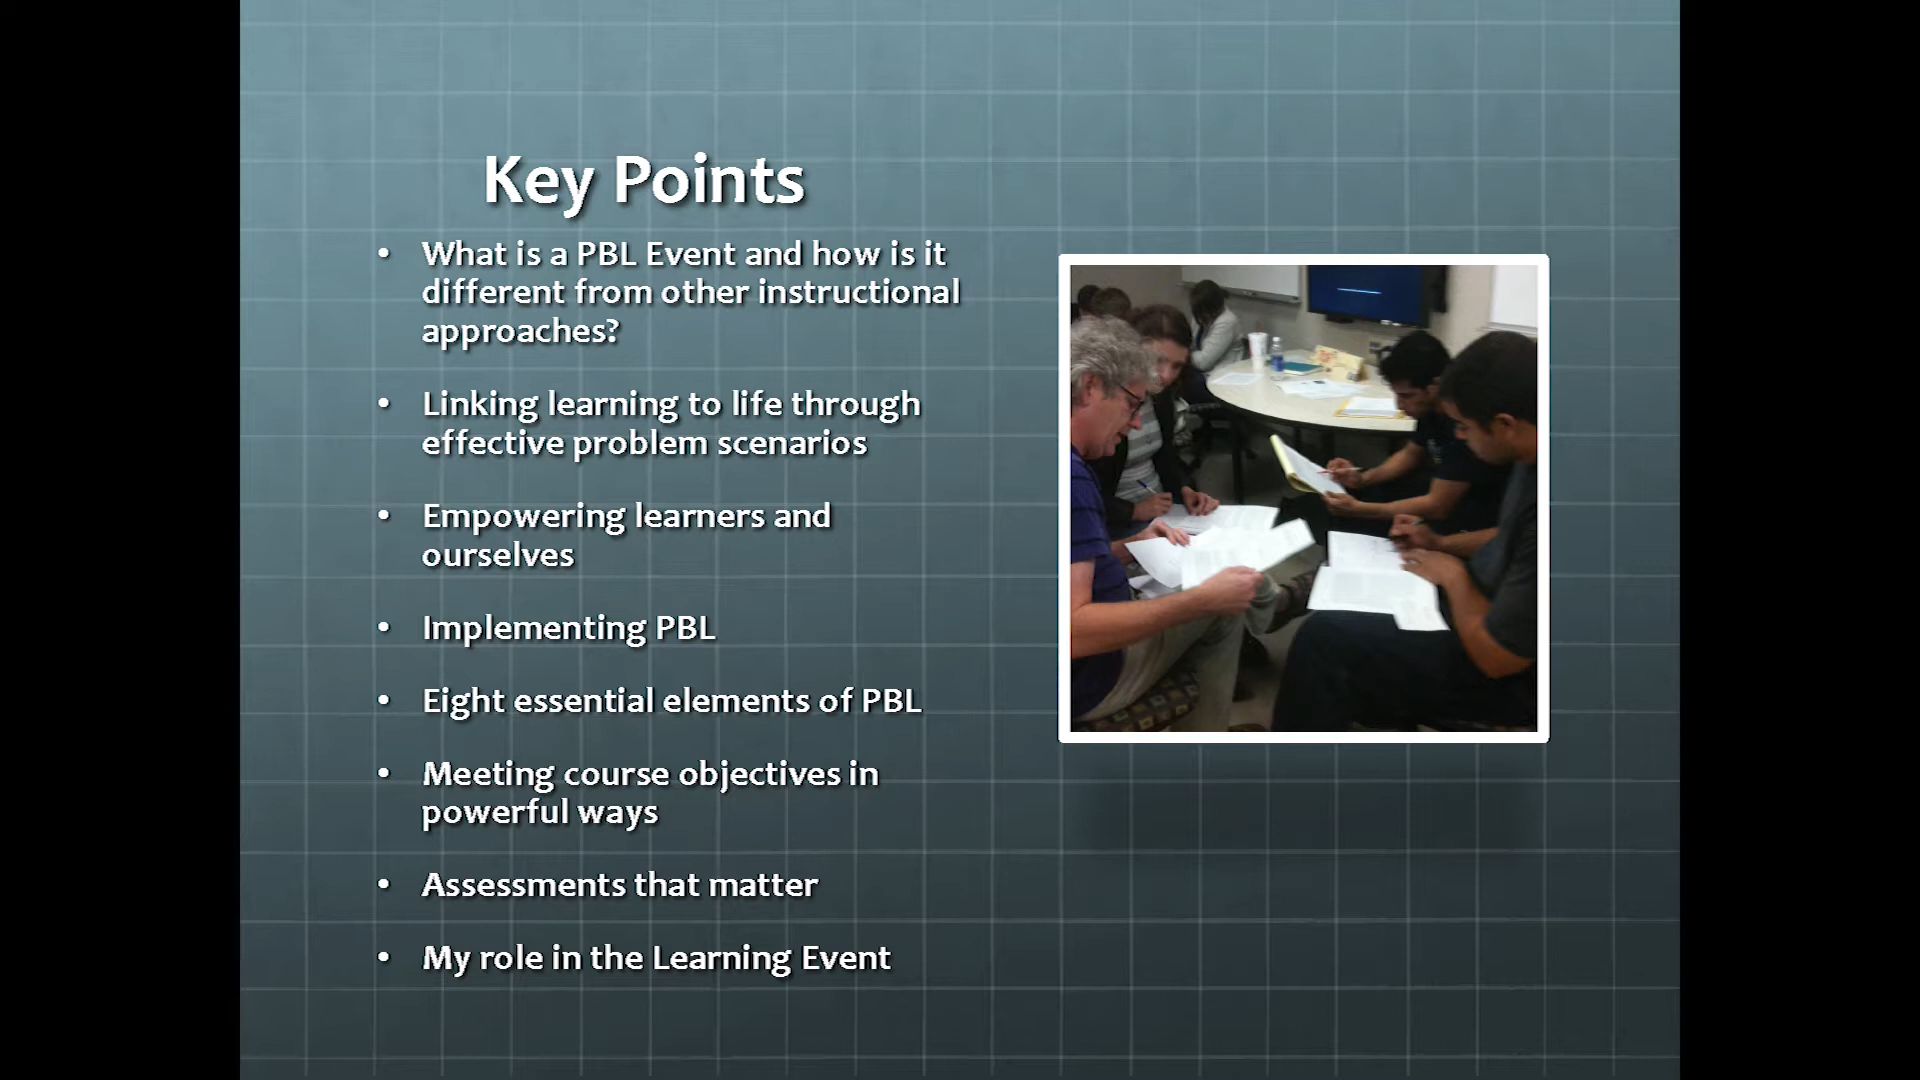 Key Points
• What is a PBL Event and how is it
different from other instructional
approaches?
• Linking learning to life through
effective problem scenarios
• Empowering learners and
ourselves
• Implementing PBL
• Eight essential elements of PBL
• Meeting course objectives in
powerful ways
• Assessments that matter
• My role in the Learning Event